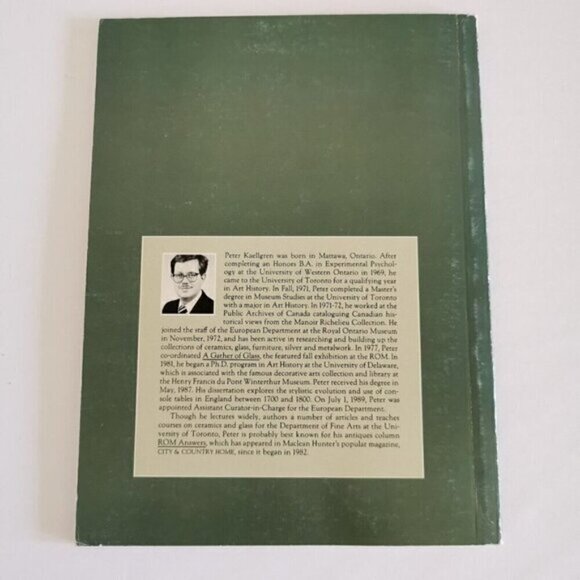 Peter Kaellgren was born in Mattawa, Ontario. After
completing an Honors B.A. in Experimental Psychol-
ogy at the University of Western Ontario in 1969, he
came to the University of Toronto for a qualifying year
in Art History. In Fall, 1971, Peter completed a Master's
degree in Museum Studies at the University of Toronto
with a major in Art History. In 1971-72, he worked at the
Public Archives of Canada cataloguing Canadian his-
torical views from the Manoir Richelieu Collection. He
joined the staff of the European Department at the Royal Ontario Museum
in November, 1972, and has been active in researching and building up the
collections of ceramics, glass, furniture, silver and metalwork. In 1977, Peter
co-ordinated A Gather of Glass, the featured fall exhibition at the ROM. In
1981, he began a Ph.D. program in Art History at the University of Delaware,
which is associated with the famous decorative arts collection and library at
the Henry Francis du Pont Winterthur Museum. Peter received his degree in
May, 1987. His dissertation explores the stylistic evolution and use of con-
sole tables in England between 1700 and 1800. On July 1, 1989, Peter was
appointed Assistant Curator-in-Charge for the European Department.
Though he lectures widely, authors a number of articles and teaches
courses on ceramics and glass for the Department of Fine Arts at the Uni-
versity of Toronto, Peter is probably best known for his antiques column
ROM Answers, which has appeared in Maclean Hunter's popular magazine,
CITY & COUNTRY HOME, since it began in 1982.